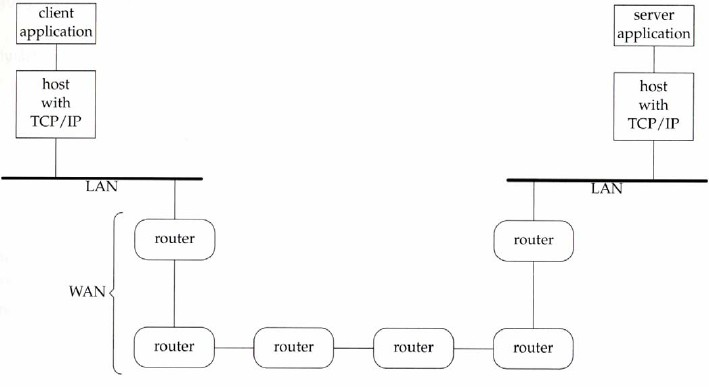 client
application
host
with
TCP/IP
LAN
server
application
host
with
TCP/IP
LAN
router
router
WAN
router
router
router
router